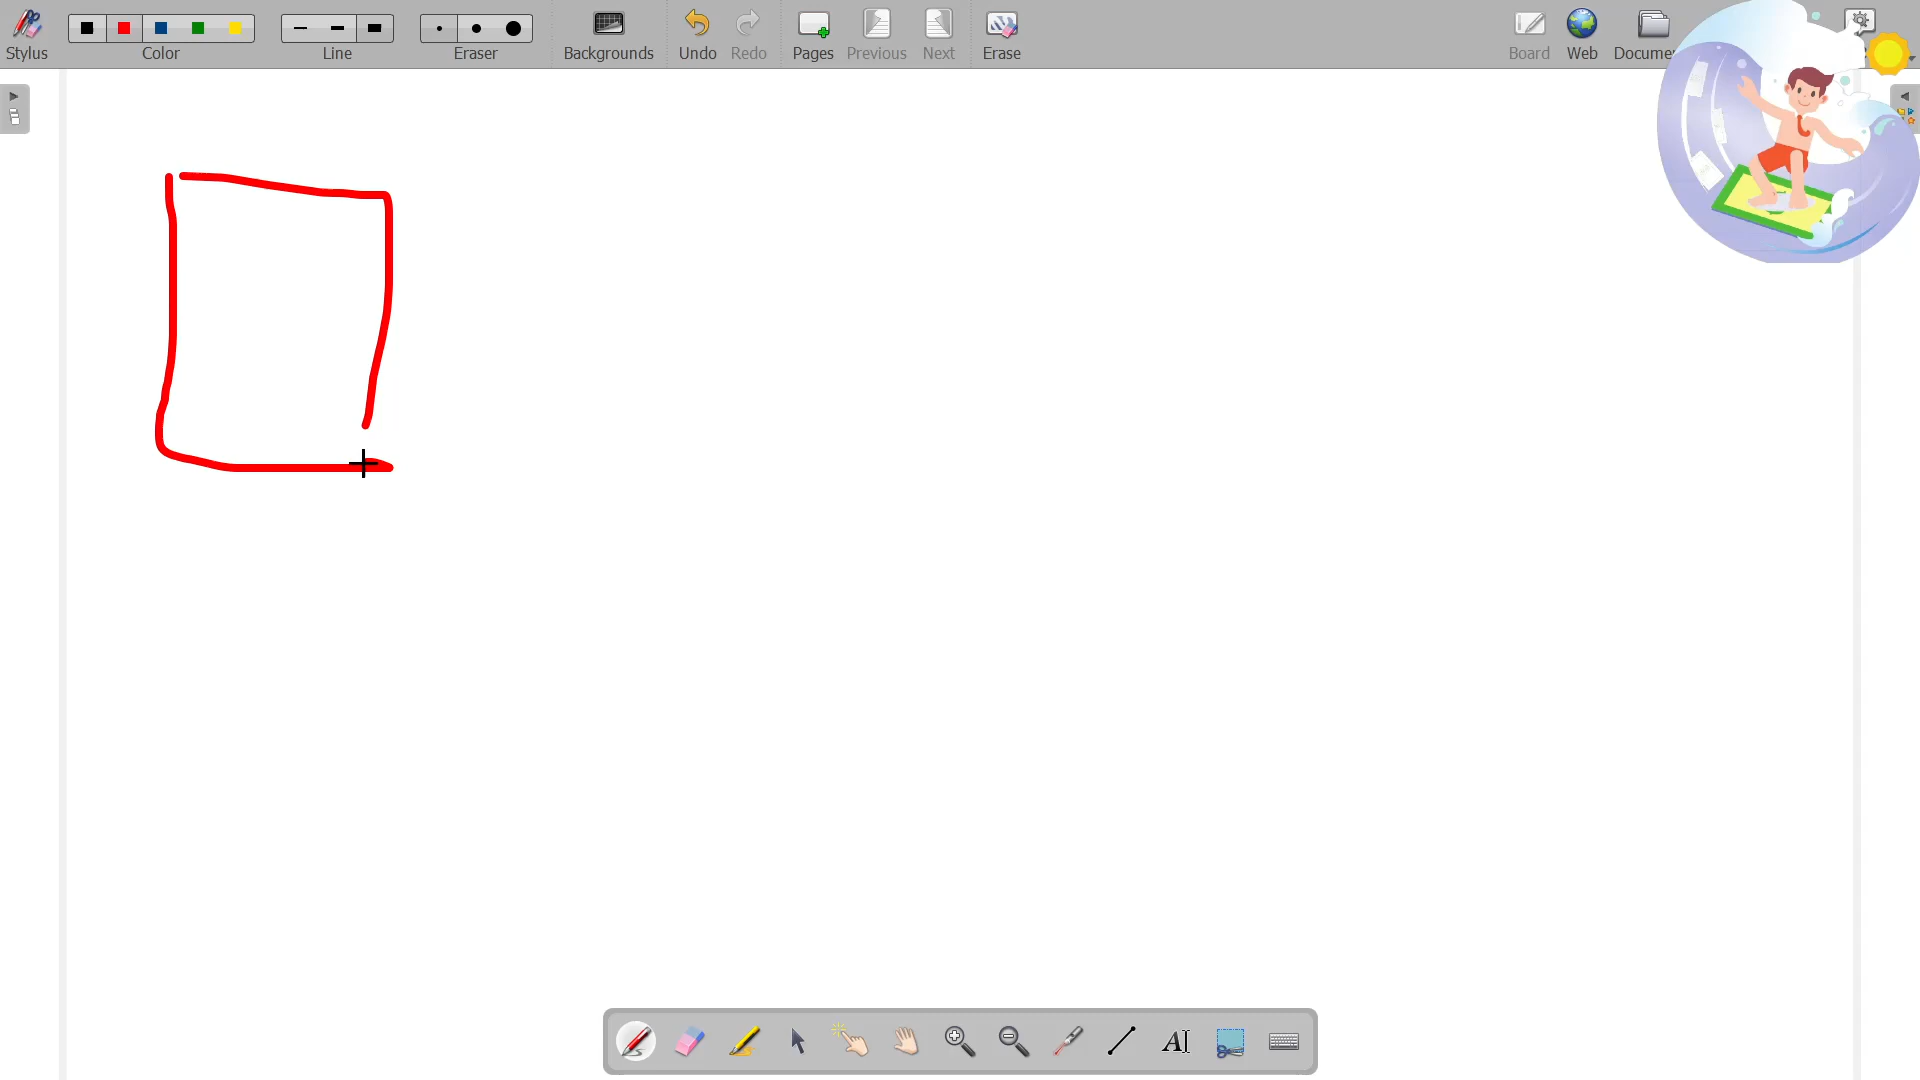 Stylus
Color
Line
Eraser
Backgrounds
Undo
Redo
Pages
Previous
Next
Erase
Board
Web
Docume